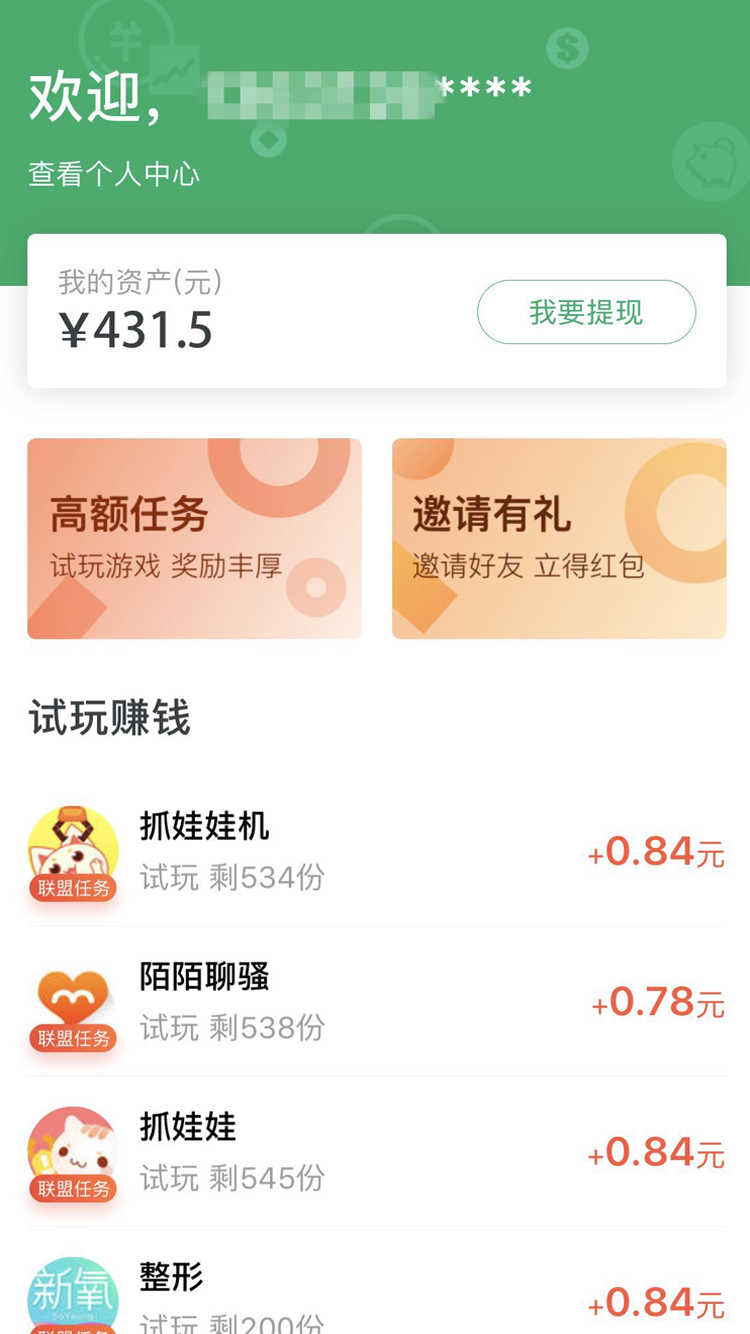 欢迎，****
查看个人中心
我的资产(元)
¥431.5
我要提现
高额任务
试玩游戏 奖励丰厚
邀请有礼
邀请好友 立得红包
试玩赚钱
抓娃娃机
试玩 剩534份
联盟任务
+0.84元
陌陌聊骚
试玩 剩538份
联盟任务
+0.78元
抓娃娃
试玩 剩545份
联盟任务
+0.84元
新氧
SoYoung
整形
试玩 剩200份
联盟任务
+0.84元